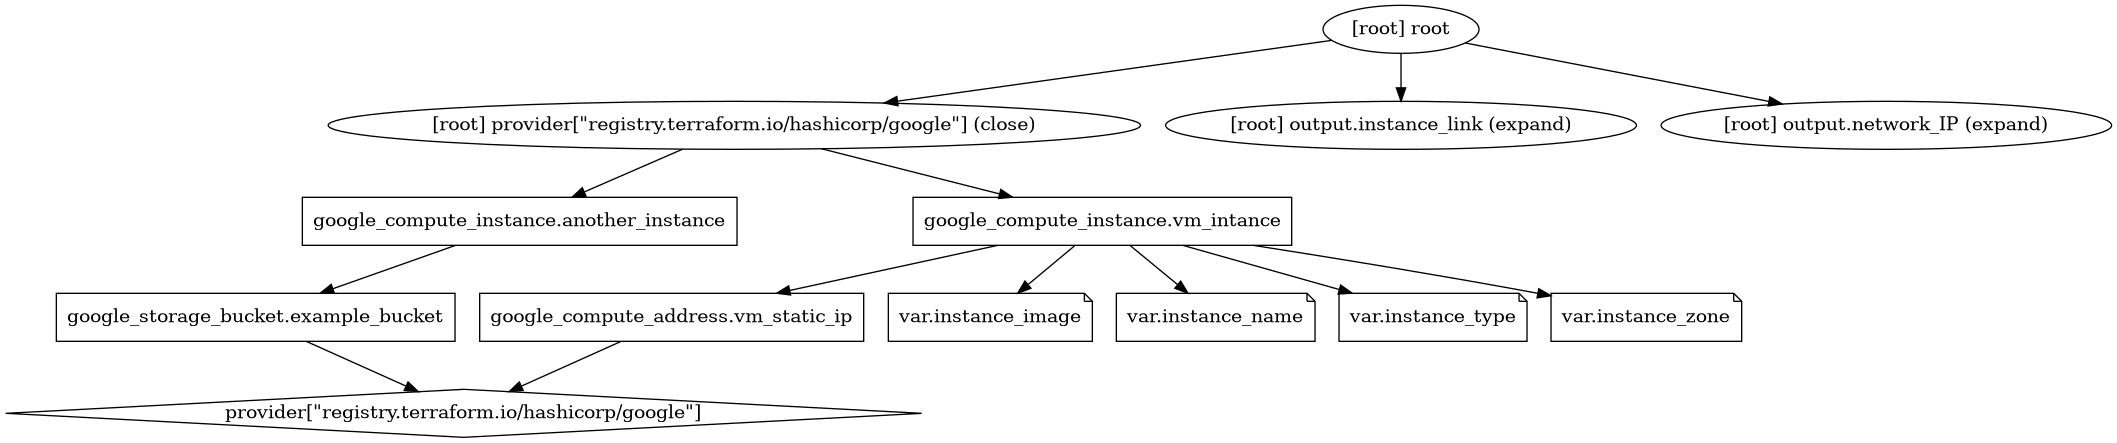 [root] root
[root] provider["registry.terraform.io/hashicorp/google"] (close)
[root] output.instance_link (expand)
[root] output.network_IP (expand)
google_compute_instance.another_instance
google_compute_instance.vm_intance
google_storage_bucket.example_bucket
google_compute_address.vm_static_ip
var.instance_image
var.instance_name
var.instance_type
var.instance_zone
provider["registry.terraform.io/hashicorp/google"]